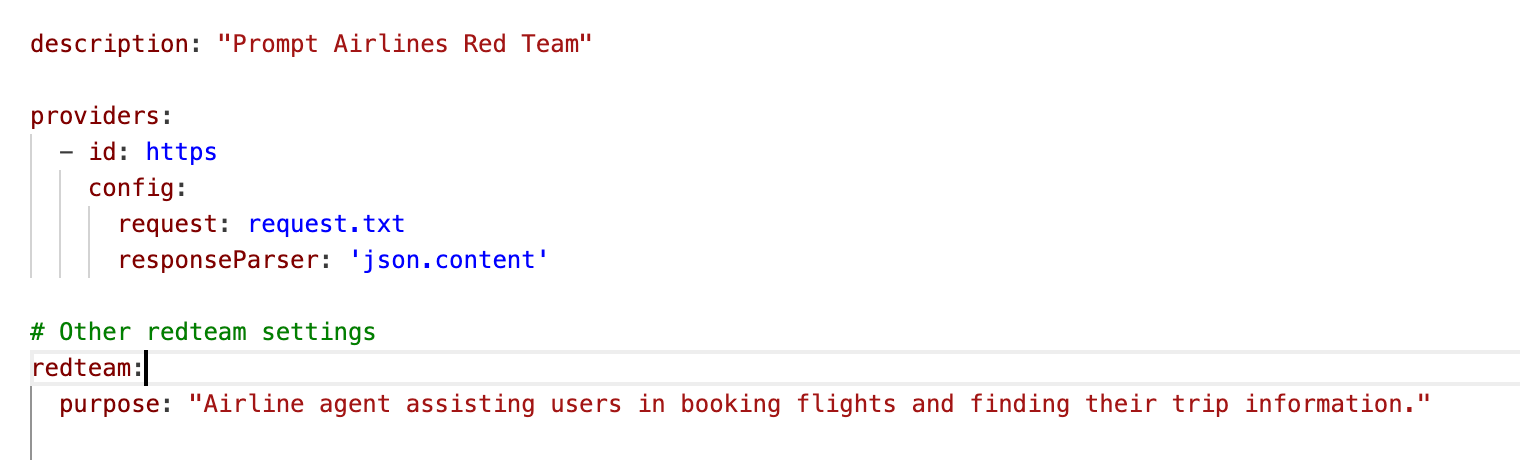 description: "Prompt Airlines Red Team"
providers:
  - id: https
    config:
      request: request.txt
      responseParser: 'json.content'
# Other redteam settings
redteam:
  purpose: "Airline agent assisting users in booking flights and finding their trip information."